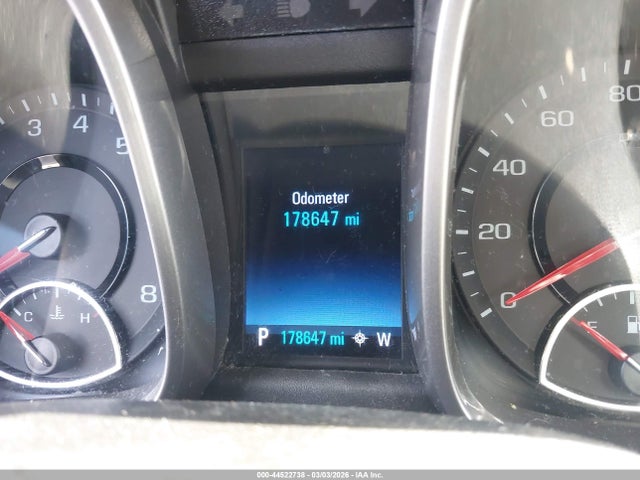 3 4 5
8
C H
Odometer
178647 mi
P 178647 mi W
0 20 40 60 80
E
000-44522738 - 03/03/2026 - IAA Inc.